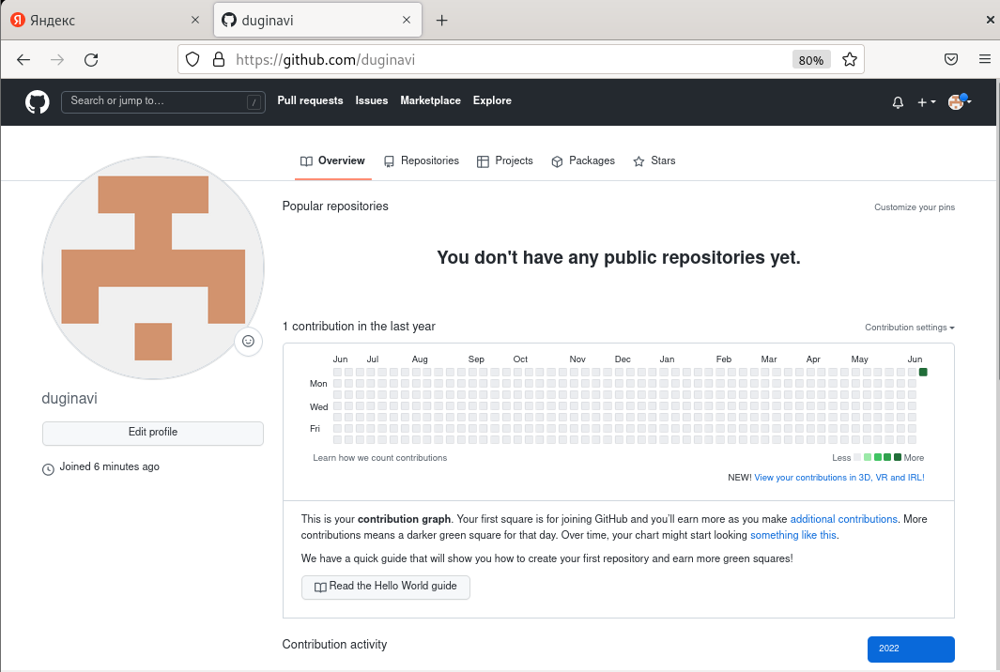 Яндекс
duginavi
https://github.com/duginavi
80%
Search or jump to…
/
Pull requests
Issues
Marketplace
Explore
Overview
Repositories
Projects
Packages
Stars
duginavi
Edit profile
Joined 6 minutes ago
Popular repositories
Customize your pins
You don't have any public repositories yet.
1 contribution in the last year
Contribution settings
Jun Jul Aug Sep Oct Nov Dec Jan Feb Mar Apr May Jun
Mon
Wed
Fri
Learn how we count contributions
Less More
NEW! View your contributions in 3D, VR and IRL!
This is your contribution graph. Your first square is for joining GitHub and you'll earn more as you make additional contributions. More
contributions means a darker green square for that day. Over time, your chart might start looking something like this.
We have a quick guide that will show you how to create your first repository and earn more green squares!
Read the Hello World guide
Contribution activity
2022